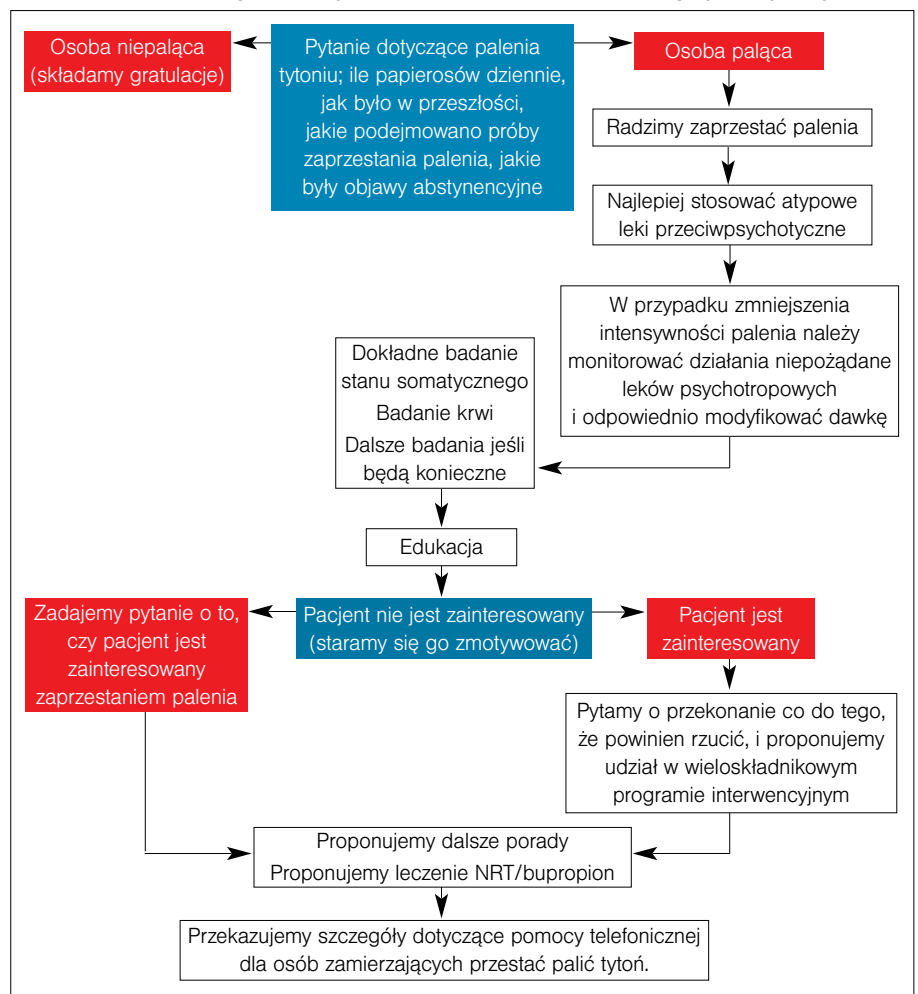 Osoba niepaląca
(składamy gratulacje)
Pytanie dotyczące palenia
tytoniu; ile papierosów dziennie,
jak było w przeszłości,
jakie podejmowano próby
zaprzestania palenia, jakie
były objawy abstynencyjne
Osoba paląca
Radzimy zaprzestać palenia
Najlepiej stosować atypowe
leki przeciwpsychotyczne
W przypadku zmniejszenia
intensywności palenia należy
monitorować działania niepożądane
leków psychotropowych
i odpowiednio modyfikować dawkę
Dokładne badanie
stanu somatycznego
Badanie krwi
Dalsze badania jeśli
będą konieczne
Edukacja
Zadajemy pytanie o to,
czy pacjent jest
zainteresowany
zaprzestaniem palenia
Pacjent nie jest zainteresowany
(staramy się go zmotywować)
Pacjent jest
zainteresowany
Pytamy o przekonanie co do tego,
że powinien rzucić, i proponujemy
udział w wieloskładnikowym
programie interwencyjnym
Proponujemy dalsze porady
Proponujemy leczenie NRT/bupropion
Przekazujemy szczegóły dotyczące pomocy telefonicznej
dla osób zamierzających przestać palić tytoń.